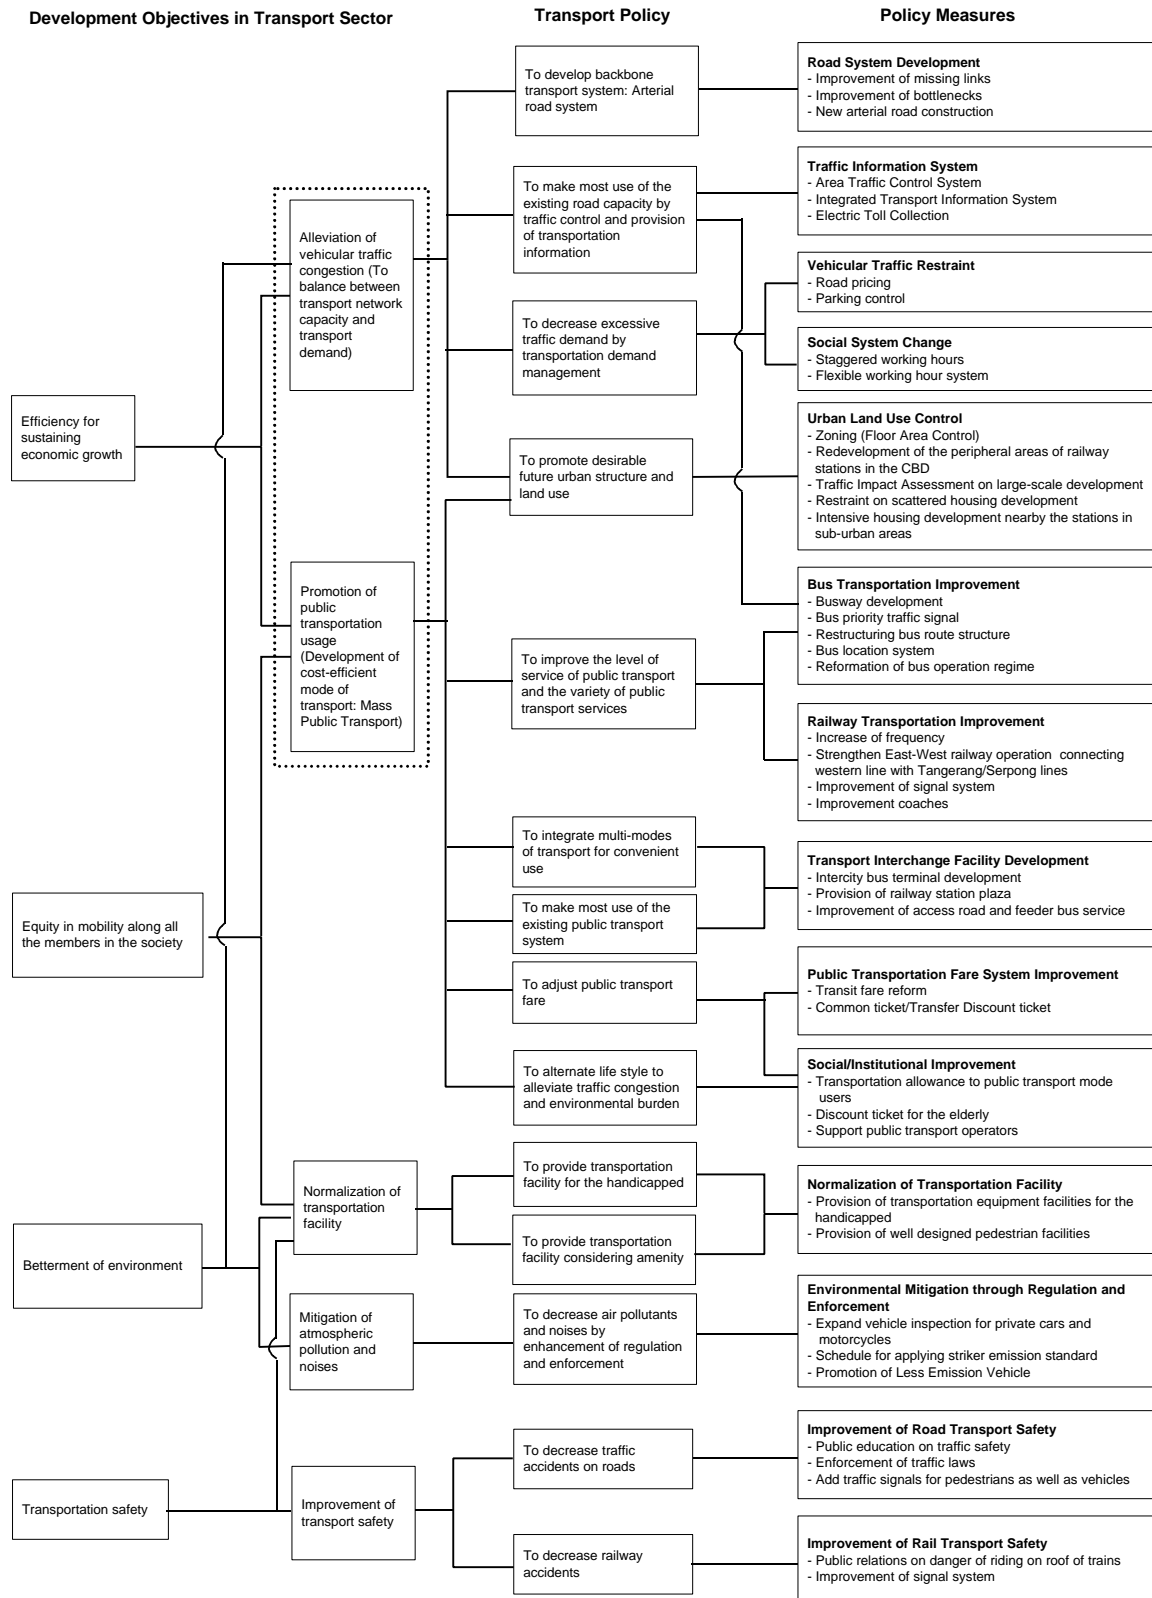 Development Objectives in Transport Sector
Transport Policy
Policy Measures
Efficiency for
sustaining
economic growth
Equity in mobility along all
the members in the society
Betterment of environment
Transportation safety
Alleviation of
vehicular traffic
congestion (To
balance between
transport network
capacity and
transport
demand)
Promotion of
public
transportation
usage
(Development of
cost-efficient
mode of
transport: Mass
Public Transport)
Normalization of
transportation
facility
Mitigation of
atmospheric
pollution and
noises
Improvement of
transport safety
To develop backbone
transport system: Arterial
road system
To make most use of the
existing road capacity by
traffic control and provision
of transportation
information
To decrease excessive
traffic demand by
transportation demand
management
To promote desirable
future urban structure and
land use
To improve the level of
service of public transport
and the variety of public
transport services
To integrate multi-modes
of transport for convenient
use
To make most use of the
existing public transport
system
To adjust public transport
fare
To alternate life style to
alleviate traffic congestion
and environmental burden
To provide transportation
facility for the handicapped
To provide transportation
facility considering amenity
To decrease air pollutants
and noises by
enhancement of regulation
and enforcement
To decrease traffic
accidents on roads
To decrease railway
accidents
Road System Development
- Improvement of missing links
- Improvement of bottlenecks
- New arterial road construction
Traffic Information System
- Area Traffic Control System
- Integrated Transport Information System
- Electric Toll Collection
Vehicular Traffic Restraint
- Road pricing
- Parking control
Social System Change
- Staggered working hours
- Flexible working hour system
Urban Land Use Control
- Zoning (Floor Area Control)
- Redevelopment of the peripheral areas of railway
stations in the CBD
- Traffic Impact Assessment on large-scale development
- Restraint on scattered housing development
- Intensive housing development nearby the stations in
sub-urban areas
Bus Transportation Improvement
- Busway development
- Bus priority traffic signal
- Restructuring bus route structure
- Bus location system
- Reformation of bus operation regime
Railway Transportation Improvement
- Increase of frequency
- Strengthen East-West railway operation connecting
western line with Tangerang/Serpong lines
- Improvement of signal system
- Improvement coaches
Transport Interchange Facility Development
- Intercity bus terminal development
- Provision of railway station plaza
- Improvement of access road and feeder bus service
Public Transportation Fare System Improvement
- Transit fare reform
- Common ticket/Transfer Discount ticket
Social/Institutional Improvement
- Transportation allowance to public transport mode
users
- Discount ticket for the elderly
- Support public transport operators
Normalization of Transportation Facility
- Provision of transportation equipment facilities for the
handicapped
- Provision of well designed pedestrian facilities
Environmental Mitigation through Regulation and
Enforcement
- Expand vehicle inspection for private cars and
motorcycles
- Schedule for applying striker emission standard
- Promotion of Less Emission Vehicle
Improvement of Road Transport Safety
- Public education on traffic safety
- Enforcement of traffic laws
- Add traffic signals for pedestrians as well as vehicles
Improvement of Rail Transport Safety
- Public relations on danger of riding on roof of trains
- Improvement of signal system